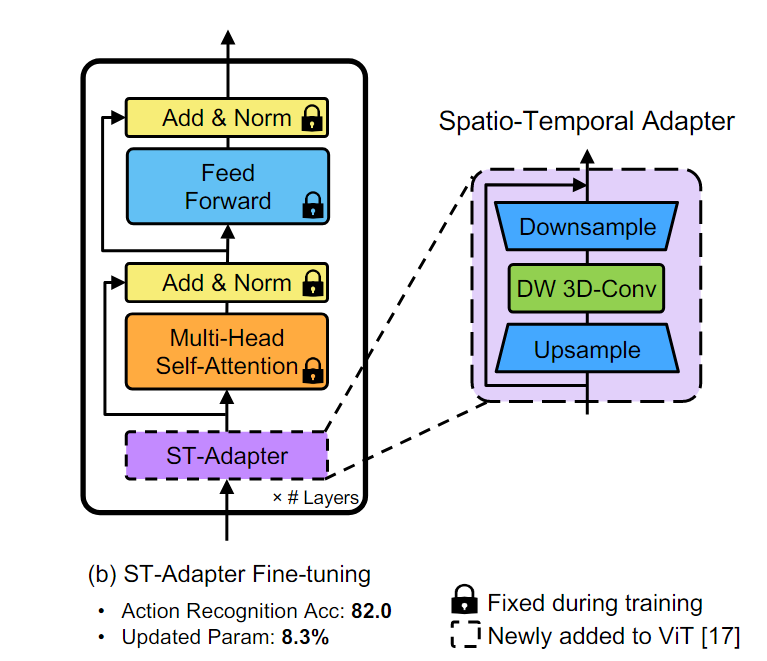 Add & Norm
Feed
Forward
Add & Norm
Multi-Head
Self-Attention
ST-Adapter
× # Layers
Spatio-Temporal Adapter
Downsample
DW 3D-Conv
Upsample
(b) ST-Adapter Fine-tuning
• Action Recognition Acc: 82.0
• Updated Param: 8.3%
Fixed during training
Newly added to ViT [17]